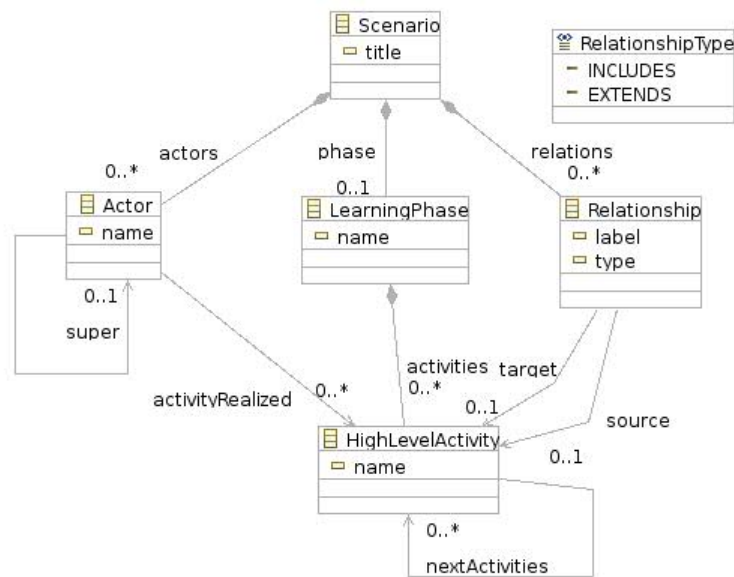 Scenario
title
RelationshipType
INCLUDES
EXTENDS
actors
phase
relations
0..*
0..1
0..*
Actor
name
LearningPhase
name
Relationship
label
type
0..1
super
activities
target
activityRealized
0..*
0..*
0..1
source
HighLevelActivity
name
0..1
0..*
nextActivities